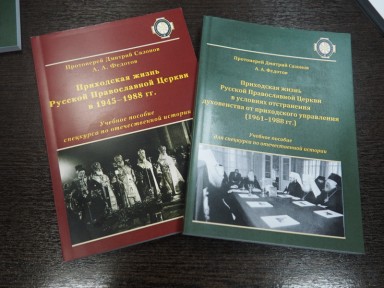 Протоиерей Дмитрий Сазонов
А. А. Федотов
Приходская жизнь
Русской Православной Церкви
в 1945–1988 гг.
Учебное пособие
спецкурса по отечественной истории
Протоиерей Дмитрий Сазонов
А. А. Федотов
Приходская жизнь
Русской Православной Церкви
в условиях отстранения
духовенства от приходского управления
(1961–1988 гг.)
Учебное пособие
для спецкурса по отечественной истории